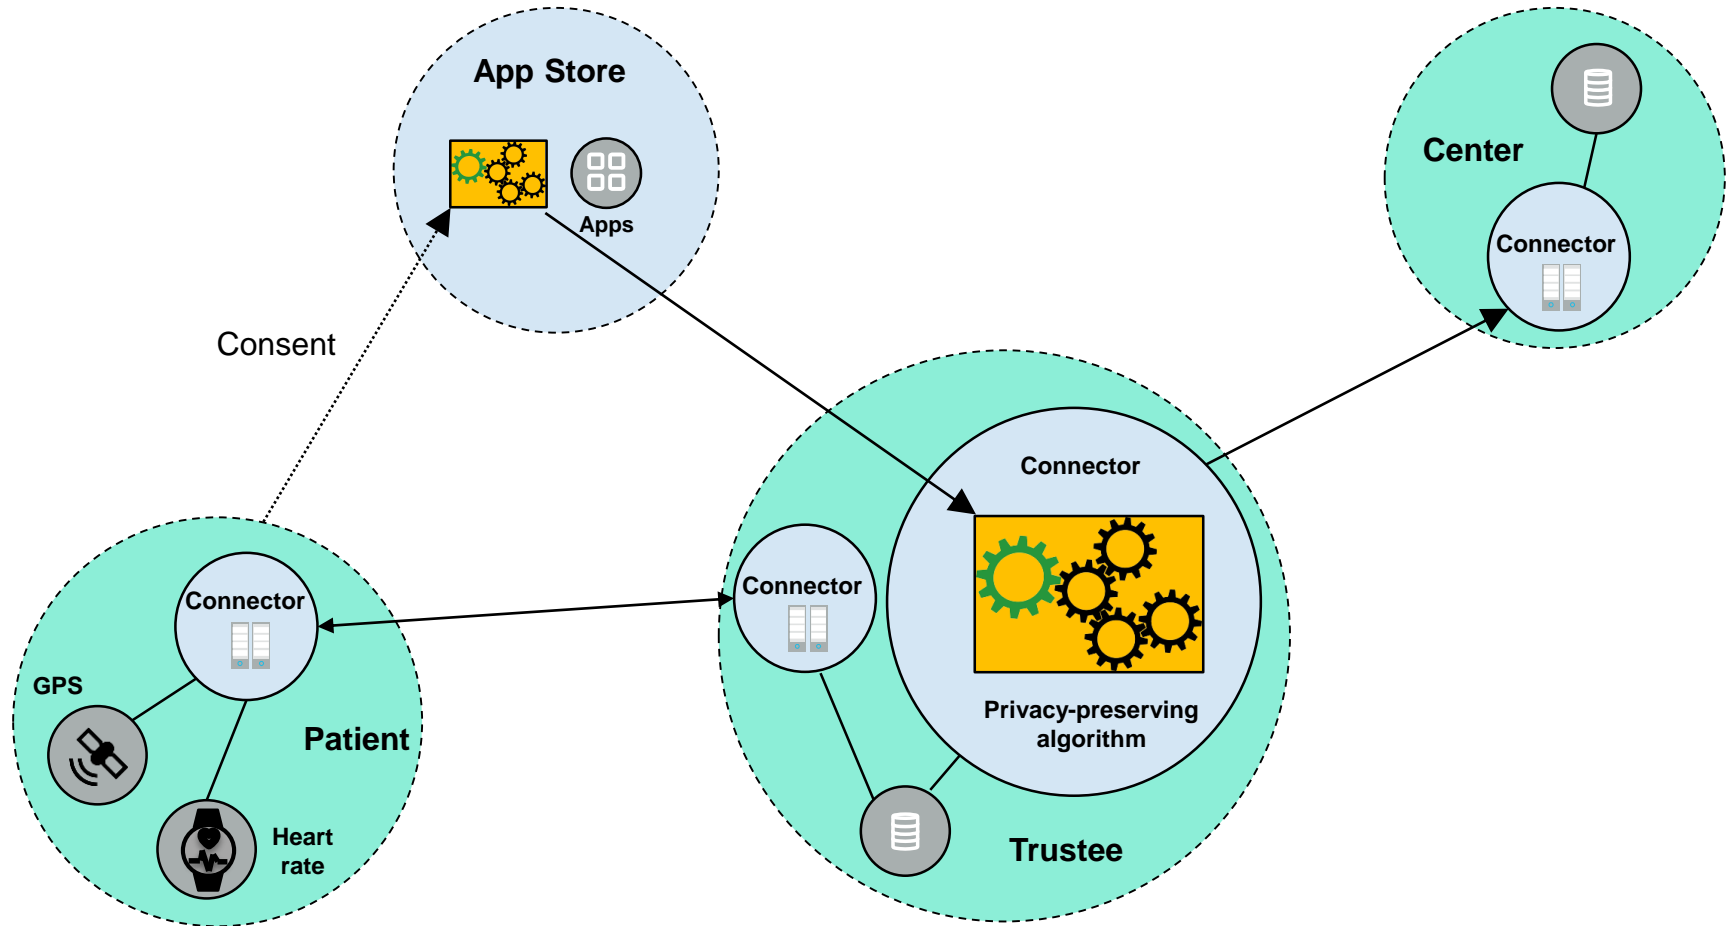 App Store
Apps
Center
Connector
Consent
Connector
Connector
Privacy-preserving
algorithm
Connector
GPS
Patient
Heart
rate
Trustee